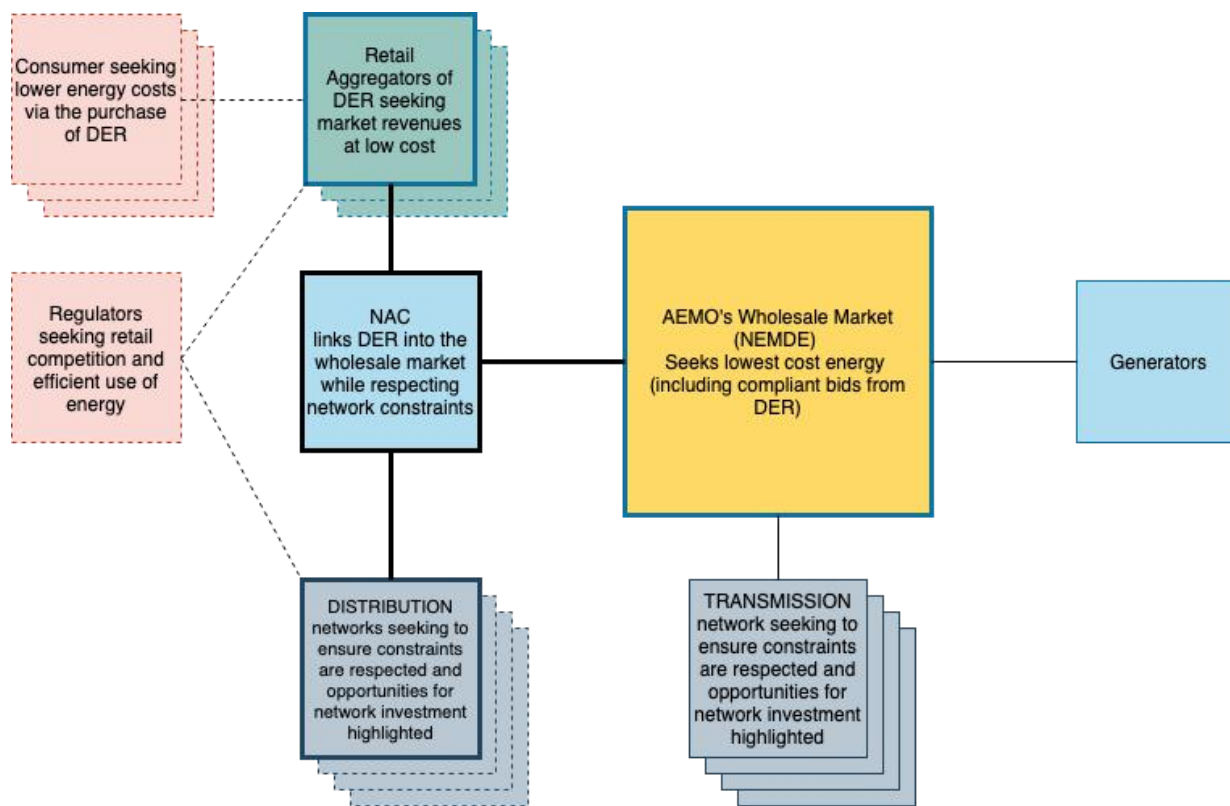 Consumer seeking
lower energy costs
via the purchase
of DER
Retail
Aggregators of
DER seeking
market revenues
at low cost
Regulators
seeking retail
competition and
efficient use of
energy
NAC
links DER into the
wholesale market
while respecting
network constraints
AEMO's Wholesale Market
(NEMDE)
Seeks lowest cost energy
(including compliant bids from
DER)
Generators
DISTRIBUTION
networks seeking to
ensure constraints
are respected and
opportunities for
network investment
highlighted
TRANSMISSION
network seeking to
ensure constraints
are respected and
opportunities for
network investment
highlighted